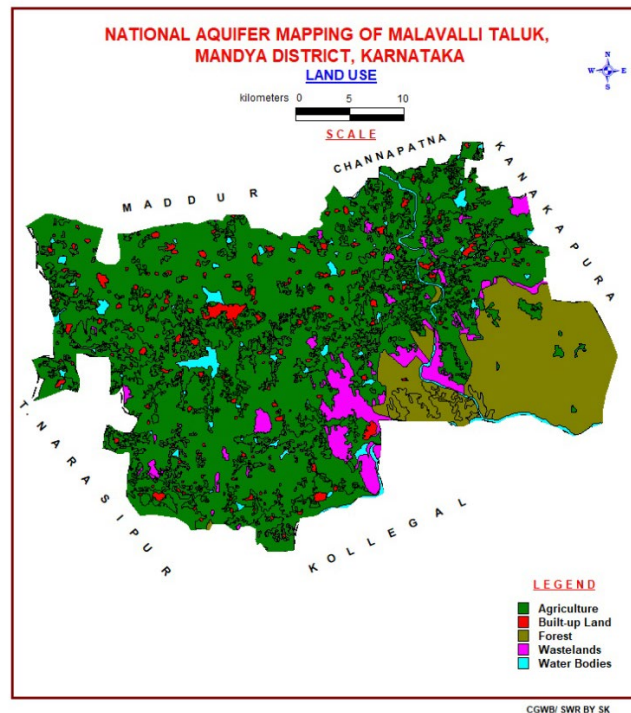 NATIONAL AQUIFER MAPPING OF MALAVALLI TALUK,
MANDYA DISTRICT, KARNATAKA
LAND USE
N
W E
S
kilometers 0 5 10
SCALE
CHANNAPATNA
KANAKAPURA
MADDUR
T. NARASIPUR
KOLLEGAL
LEGEND
Agriculture
Built-up Land
Forest
Wastelands
Water Bodies
CGWB/ SWR BY SK